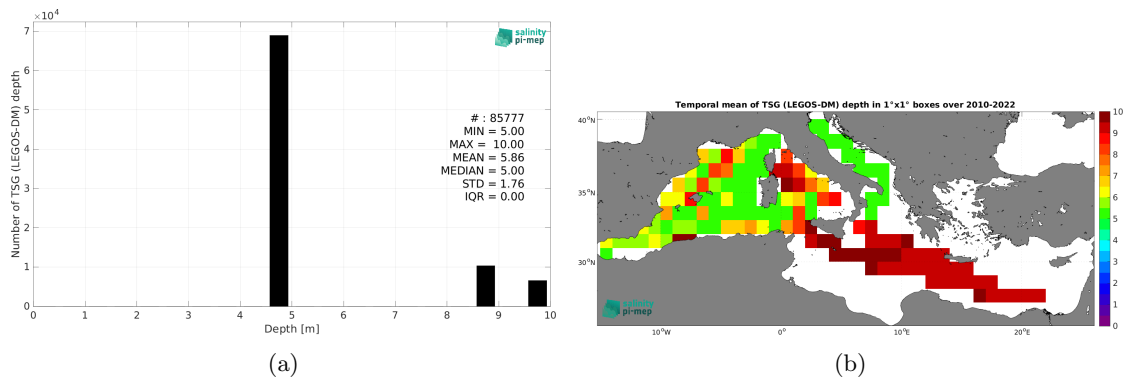 ×10⁴
7
6
5
4
3
2
1
0
Number of TSG (LEGOS-DM) depth
salinity
pi-mep
# : 85777
MIN = 5.00
MAX = 10.00
MEAN = 5.86
MEDIAN = 5.00
STD = 1.76
IQR = 0.00
0 1 2 3 4 5 6 7 8 9 10
Depth [m]
(a)
Temporal mean of TSG (LEGOS-DM) depth in 1°x1° boxes over 2010-2022
40°N
35°N
30°N
10°W 0° 10°E 20°E
salinity
pi-mep
10
9
8
7
6
5
4
3
2
1
0
(b)